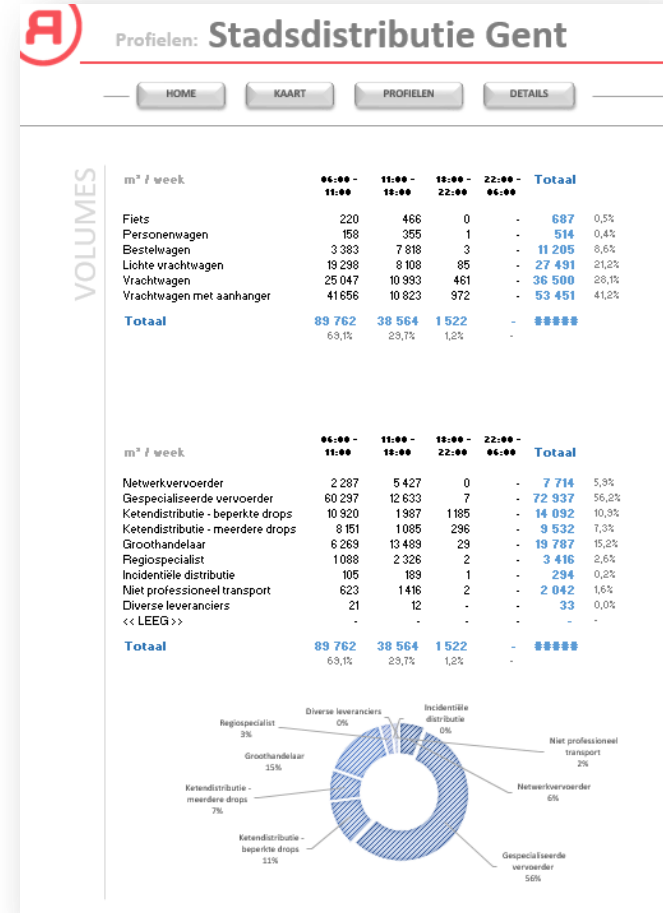 Profielen: Stadsdistributie Gent
HOME KAART PROFIELEN DETAILS
VOLUMES
m³ / week 06:00 - 11:00 11:00 - 18:00 18:00 - 22:00 22:00 - 06:00 Totaal
Fiets 220 466 0 - 687 0,5%
Personenwagen 158 355 1 - 514 0,4%
Bestelwagen 3 383 7 818 3 - 11 205 8,6%
Lichte vrachtwagen 19 298 8 108 85 - 27 491 21,2%
Vrachtwagen 25 047 10 993 461 - 36 500 28,1%
Vrachtwagen met aanhanger 41 656 10 823 972 - 53 451 41,2%
Totaal 89 762 38 564 1 522 - #####
69,1% 29,7% 1,2% -
m³ / week 06:00 - 11:00 11:00 - 18:00 18:00 - 22:00 22:00 - 06:00 Totaal
Netwerkvervoerder 2 287 5 427 0 - 7 714 5,9%
Gespecialiseerde vervoerder 60 297 12 633 7 - 72 937 56,2%
Ketendistributie - beperkte drops 10 920 1 987 1 185 - 14 092 10,9%
Ketendistributie - meerdere drops 8 151 1 085 296 - 9 532 7,3%
Groothandelaar 6 269 13 489 29 - 19 787 15,2%
Regiospecialist 1 088 2 326 2 - 3 416 2,6%
Incidentiële distributie 105 189 1 - 294 0,2%
Niet professioneel transport 623 1 416 2 - 2 042 1,6%
Diverse leveranciers 21 12 - - 33 0,0%
<< LEEG >> - - - - - -
Totaal 89 762 38 564 1 522 - #####
69,1% 29,7% 1,2% -
Diverse leveranciers
0%
Incidentiële
distributie
0%
Regiospecialist
3%
Niet professioneel
transport
2%
Groothandelaar
15%
Netwerkvervoerder
6%
Ketendistributie -
meerdere drops
7%
Ketendistributie -
beperkte drops
11%
Gespecialiseerde
vervoerder
56%